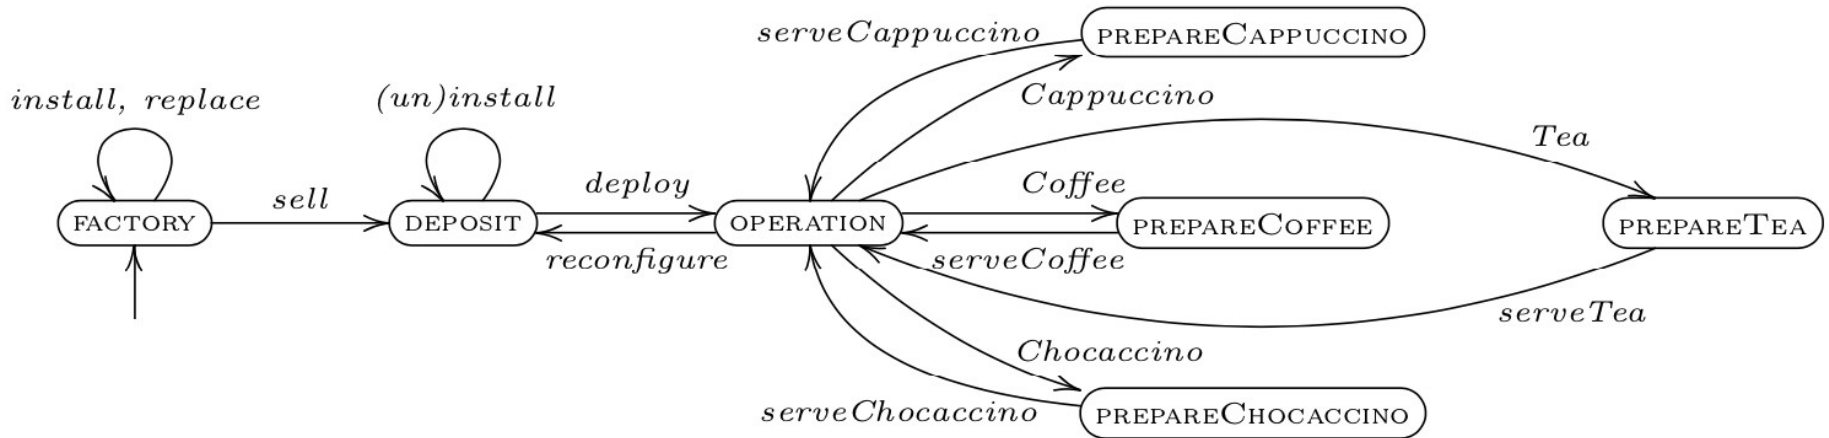 serveCappuccino
PREPARECAPPUCCINO
install, replace
(un)install
Cappuccino
Tea
sell
deploy
Coffee
FACTORY
DEPOSIT
OPERATION
PREPARECOFFEE
PREPARETEA
reconfigure
serveCoffee
serveTea
Chocaccino
serveChocaccino
PREPARECHOCACCINO